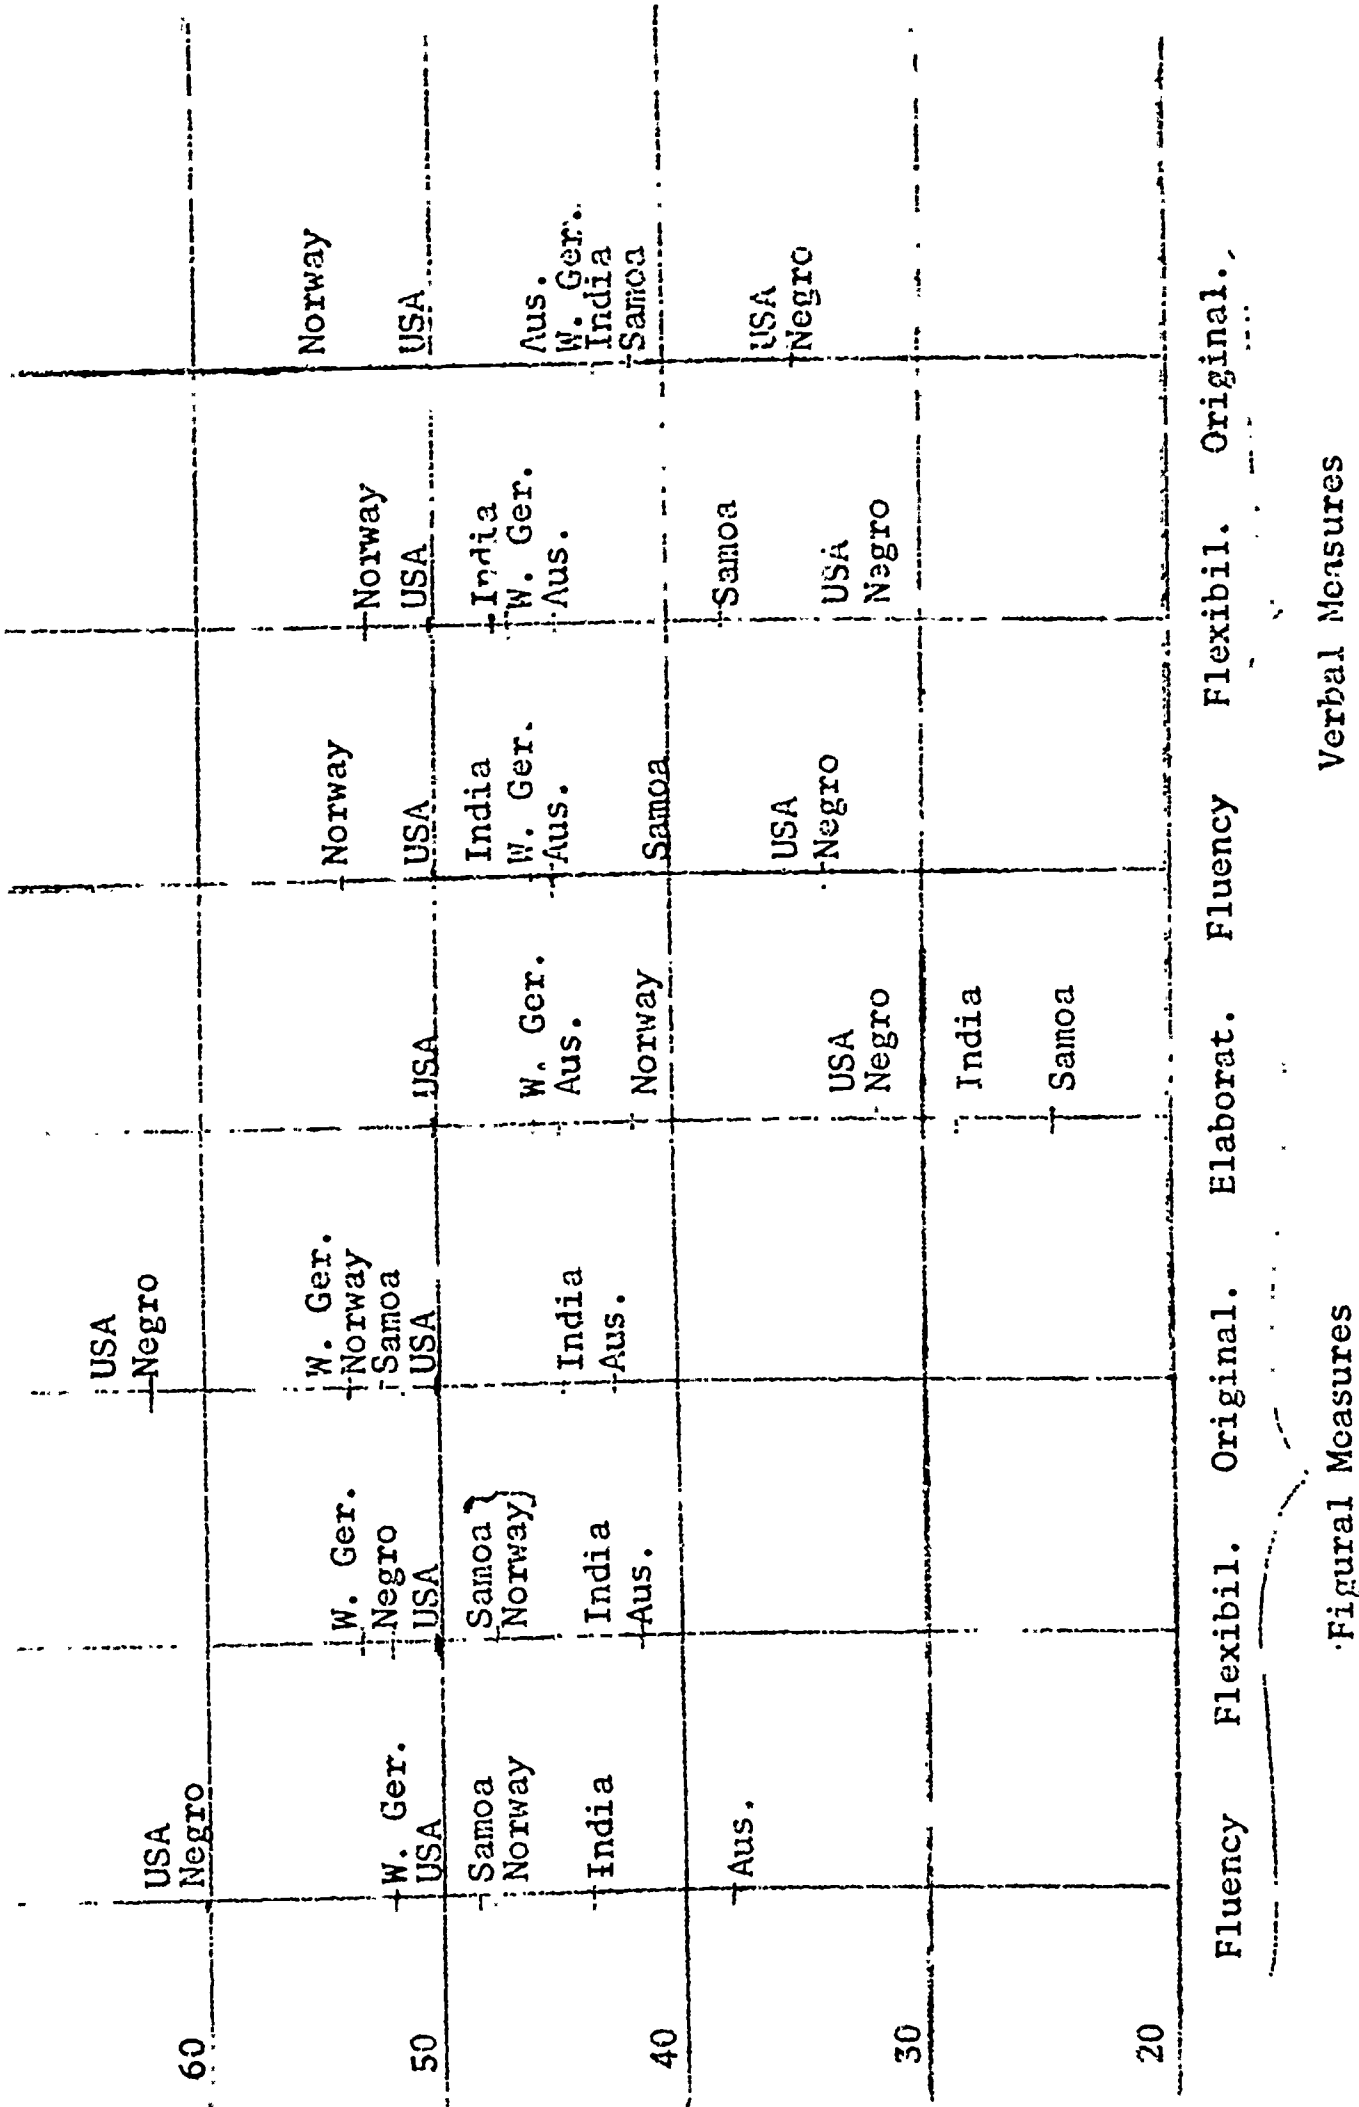 60
50
40
30
20
USA
Negro
W. Ger.
USA
Samoa
Norway
India
Aus.
W. Ger.
Negro
USA
Samoa
Norway
India
Aus.
USA
Negro
W. Ger.
Norway
Samoa
USA
India
Aus.
USA
W. Ger.
Aus.
Norway
USA
Negro
India
Samoa
Norway
USA
India
W. Ger.
Aus.
Samoa
USA
Negro
Norway
USA
India
W. Ger.
Aus.
Samoa
USA
Negro
Norway
USA
Aus.
W. Ger.
India
Samoa
USA
Negro
Fluency Flexibil. Original. Elaborat. Fluency Flexibil. Original.
Figural Measures Verbal Measures